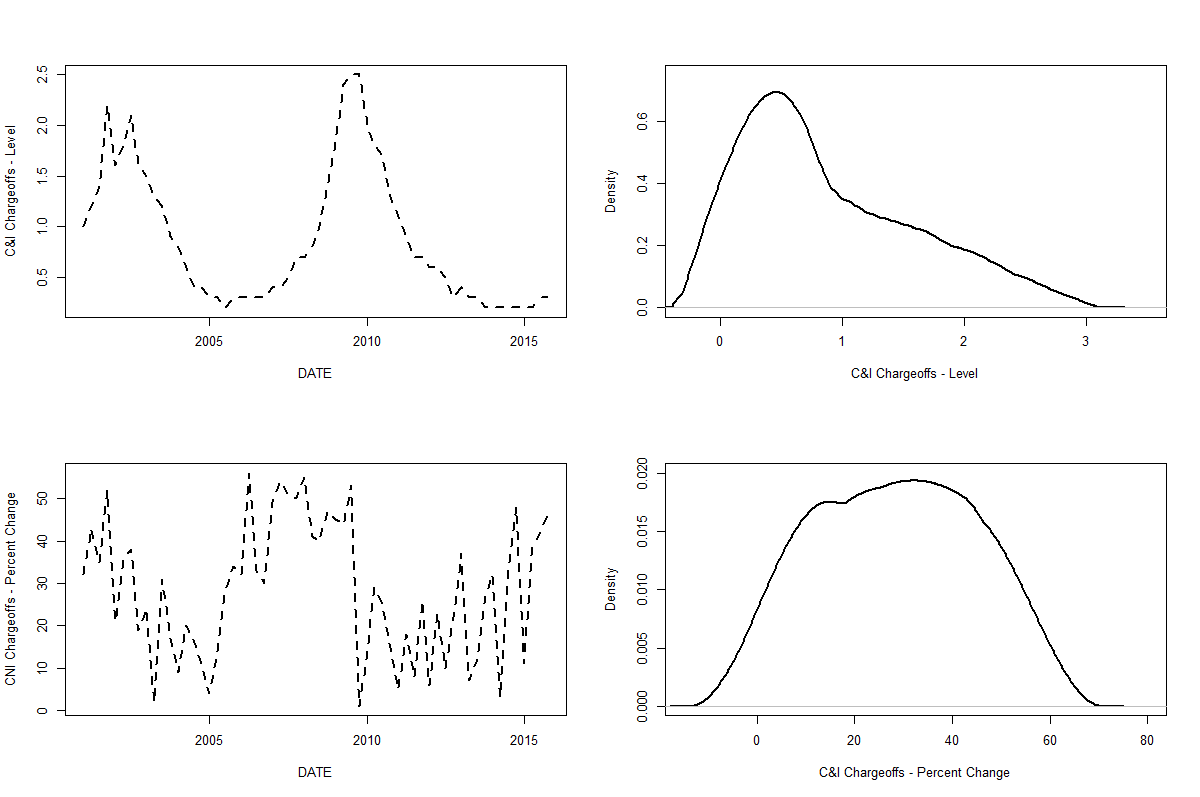 C&I Chargeoffs - Level
2.5
2.0
1.5
1.0
0.5
2005 2010 2015
DATE
Density
0.6
0.4
0.2
0.0
0 1 2 3
C&I Chargeoffs - Level
CNI Chargeoffs - Percent Change
50
40
30
20
10
0
2005 2010 2015
DATE
Density
0.020
0.015
0.010
0.005
0.000
0 20 40 60 80
C&I Chargeoffs - Percent Change